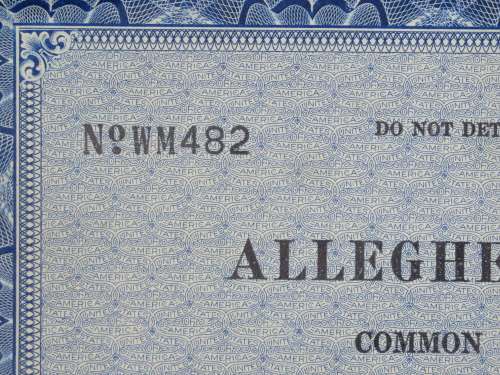 Nº WM482
DO NOT DET
ALLEGHE
COMMON